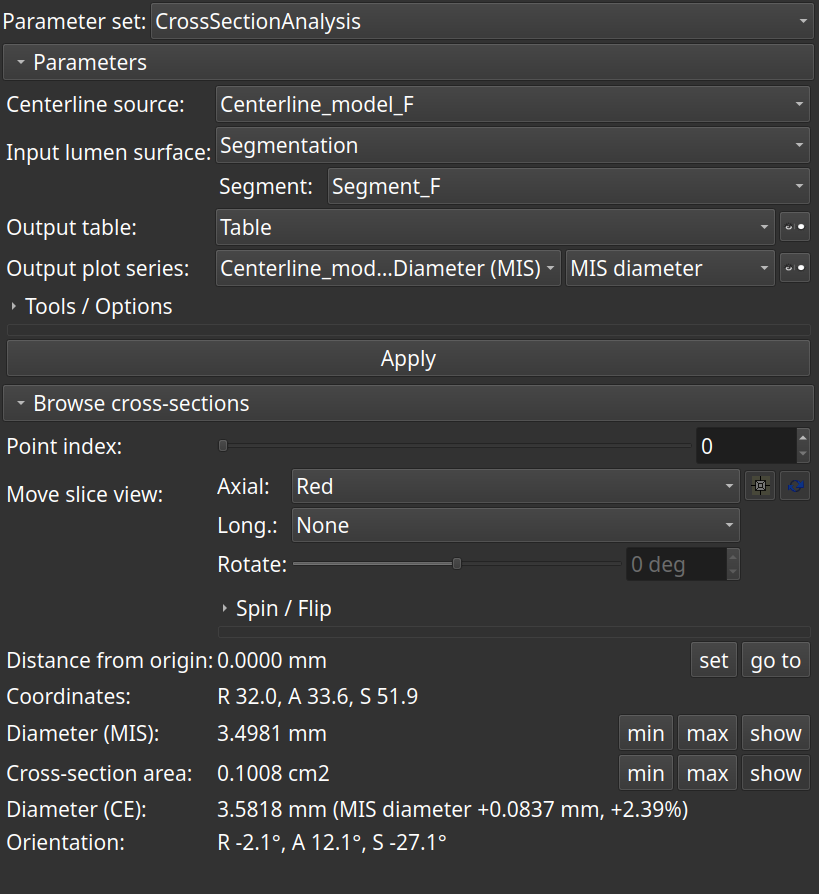 Parameter set: CrossSectionAnalysis
Parameters
Centerline source: Centerline_model_F
Input lumen surface: Segmentation
Segment: Segment_F
Output table: Table
Output plot series: Centerline_mod...Diameter (MIS) MIS diameter
Tools / Options
Apply
Browse cross-sections
Point index: 0
Move slice view: Axial: Red
Long.: None
Rotate: 0 deg
Spin / Flip
Distance from origin: 0.0000 mm set go to
Coordinates: R 32.0, A 33.6, S 51.9
Diameter (MIS): 3.4981 mm min max show
Cross-section area: 0.1008 cm2 min max show
Diameter (CE): 3.5818 mm (MIS diameter +0.0837 mm, +2.39%)
Orientation: R -2.1°, A 12.1°, S -27.1°